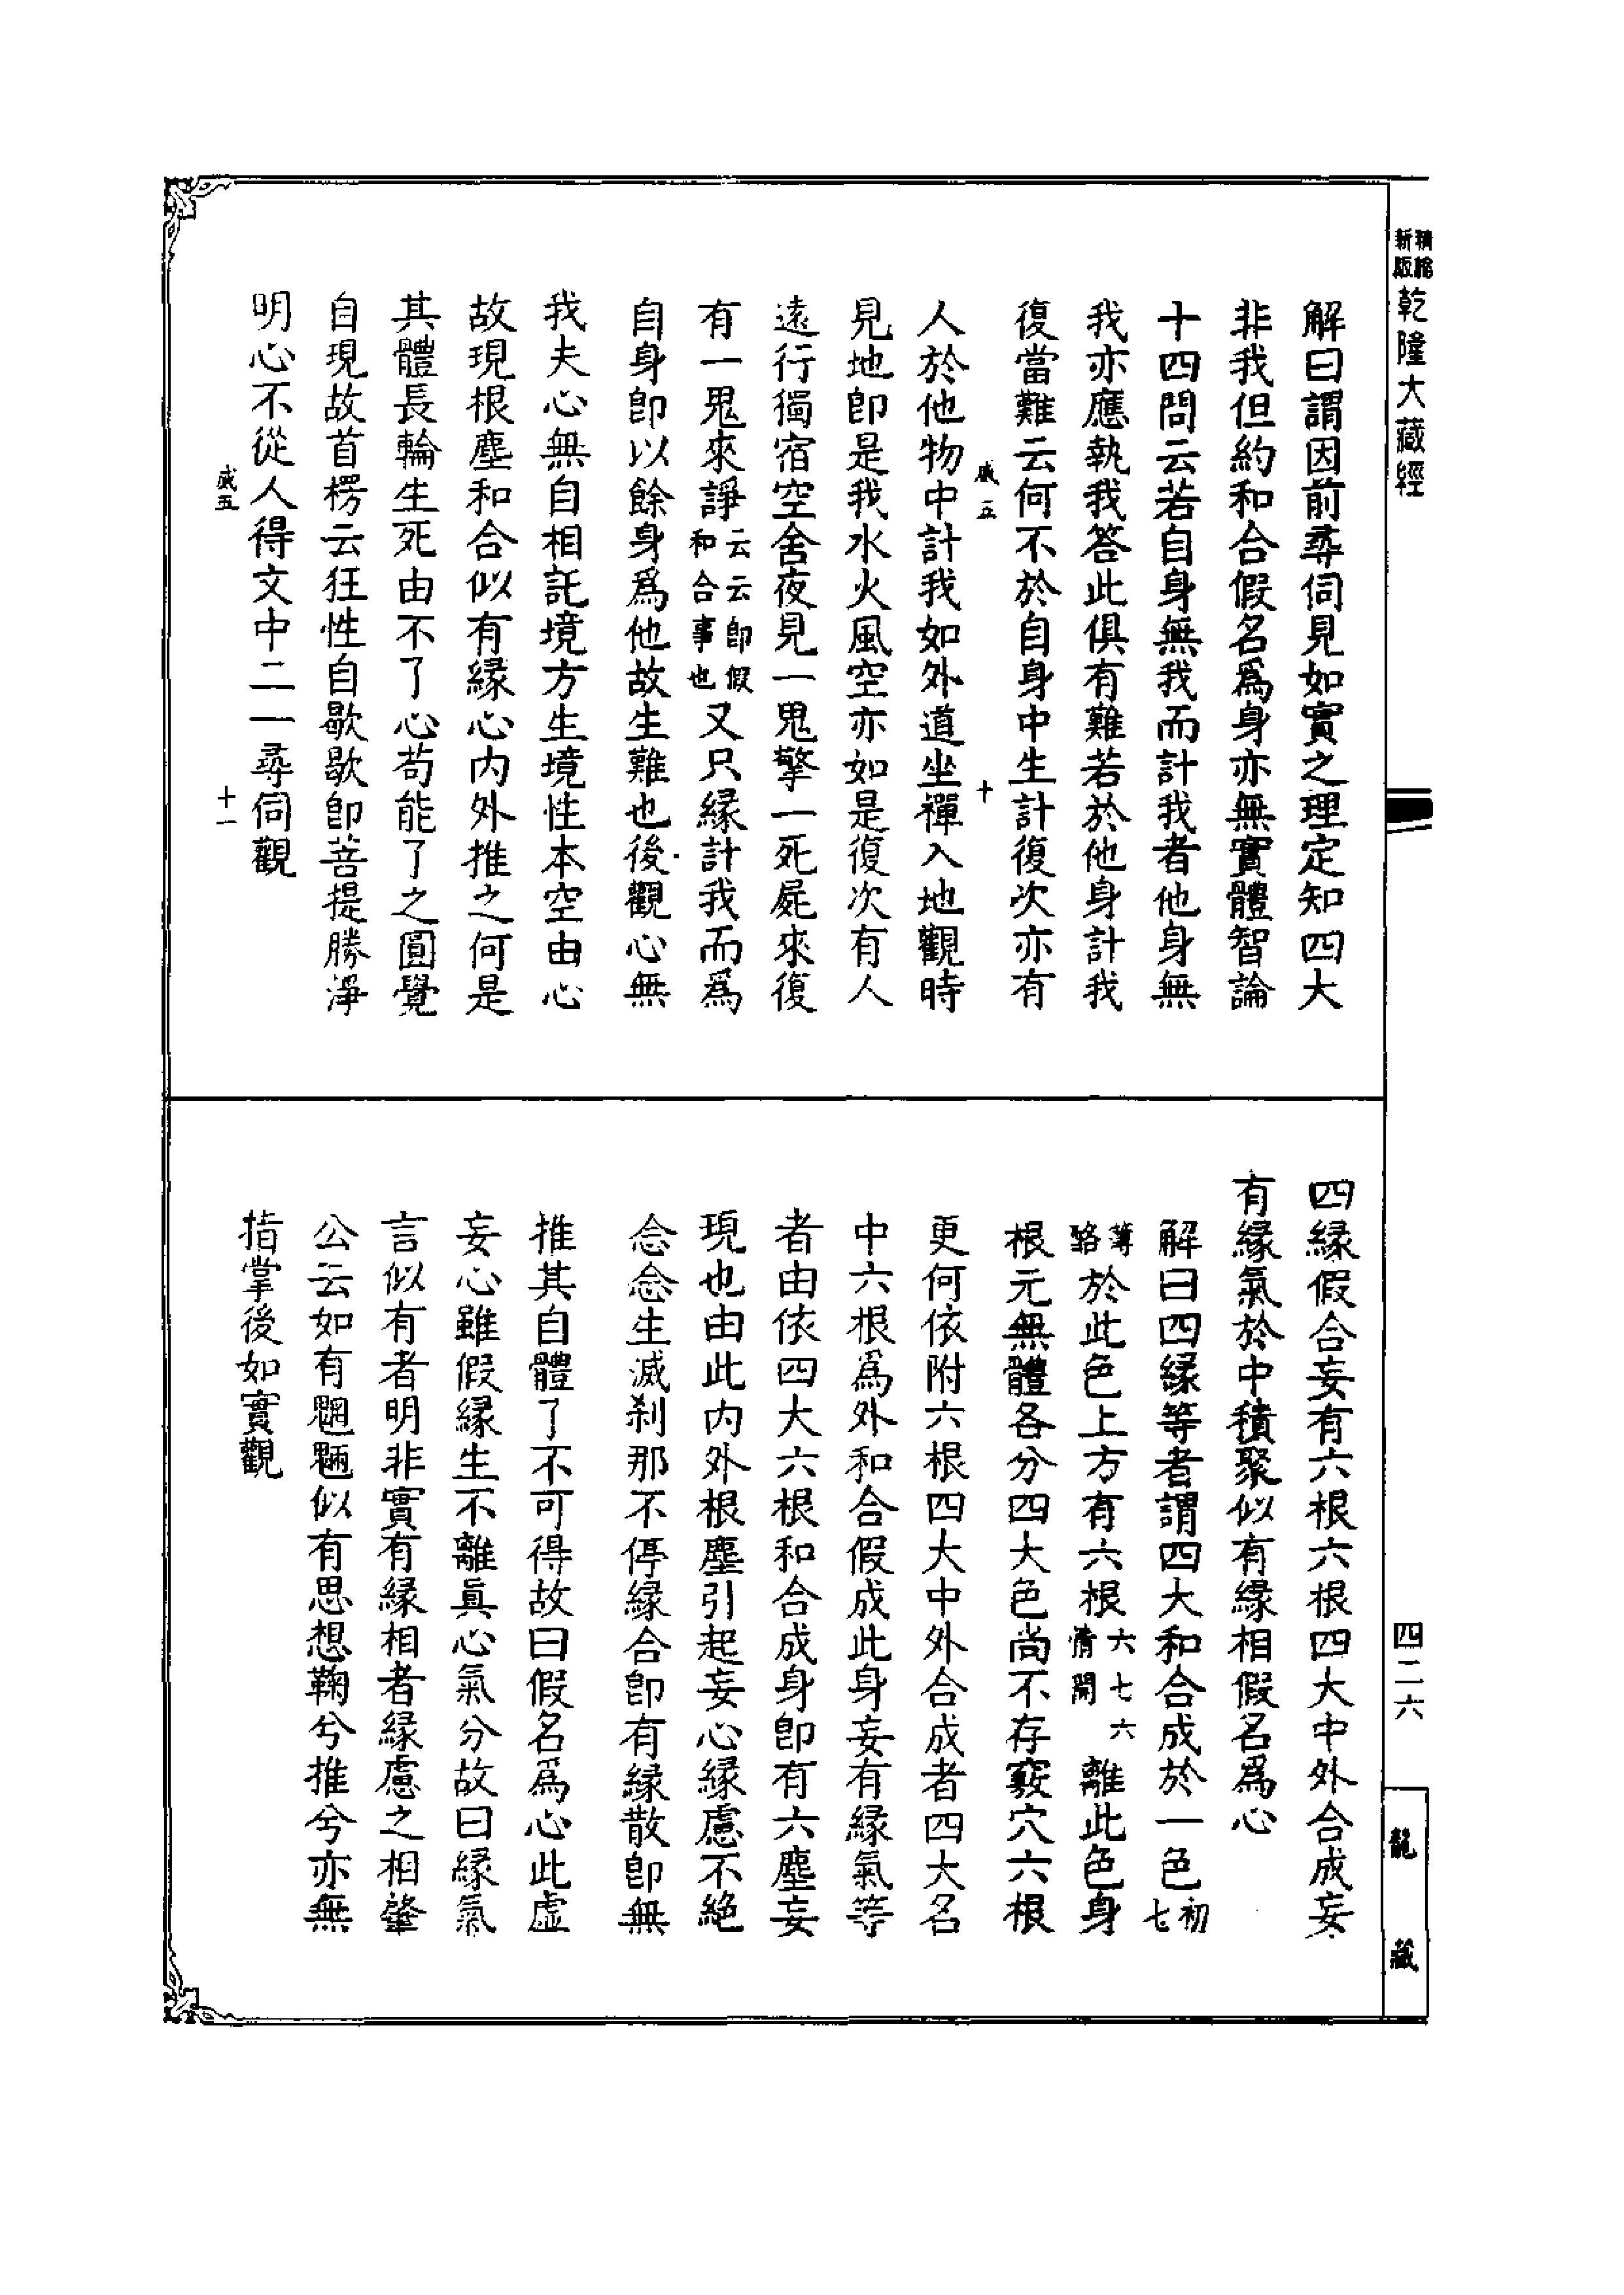 新版精縮
乾隆大藏經
解曰謂因前尋伺見如實之理定知四大
非我但約和合假名爲身亦無實體智論
十四問云若自身無我而計我者他身無
我亦應執我答此俱有難若於他身計我
復當難云何不於自身中生計復次亦有
人於他物中計我如外道坐禪入地觀時
見地卽是我水火風空亦如是復次有人
遠行獨宿空舍夜見一鬼擎一死屍來復
有一鬼來諍云云卽假和合事也又只緣計我而爲
自身卽以餘身爲他故生難也後觀心無
我夫心無自相託境方生境性本空由心
故現根塵和合似有緣心内外推之何是
其體長輪生死由不了心苟能了之圓覺
自現故首楞云狂性自歇歇卽菩提勝淨
明心不從人得文中二一尋伺觀
四緣假合妄有六根六根四大中外合成妄
有緣氣於中積聚似有緣相假名爲心
解曰四緣等者謂四大和合成於一色初七
薄酪於此色上方有六根六七六情開離此色身
根元無體各分四大色尚不存竅穴六根
更何依附六根四大中外合成者四大名
中六根爲外和合假成此身妄有緣氣等
者由依四大六根和合成身卽有六塵妄
現也由此内外根塵引起妄心緣慮不絕
念念生滅刹那不停緣合卽有緣散卽無
推其自體了不可得故曰假名爲心此虛
妄心雖假緣生不離眞心氣分故曰緣氣
言似有者明非實有緣相者緣慮之相肇
公云如有魍魎似有思想鞠兮推兮亦無
指掌後如實觀
四二六
龍藏